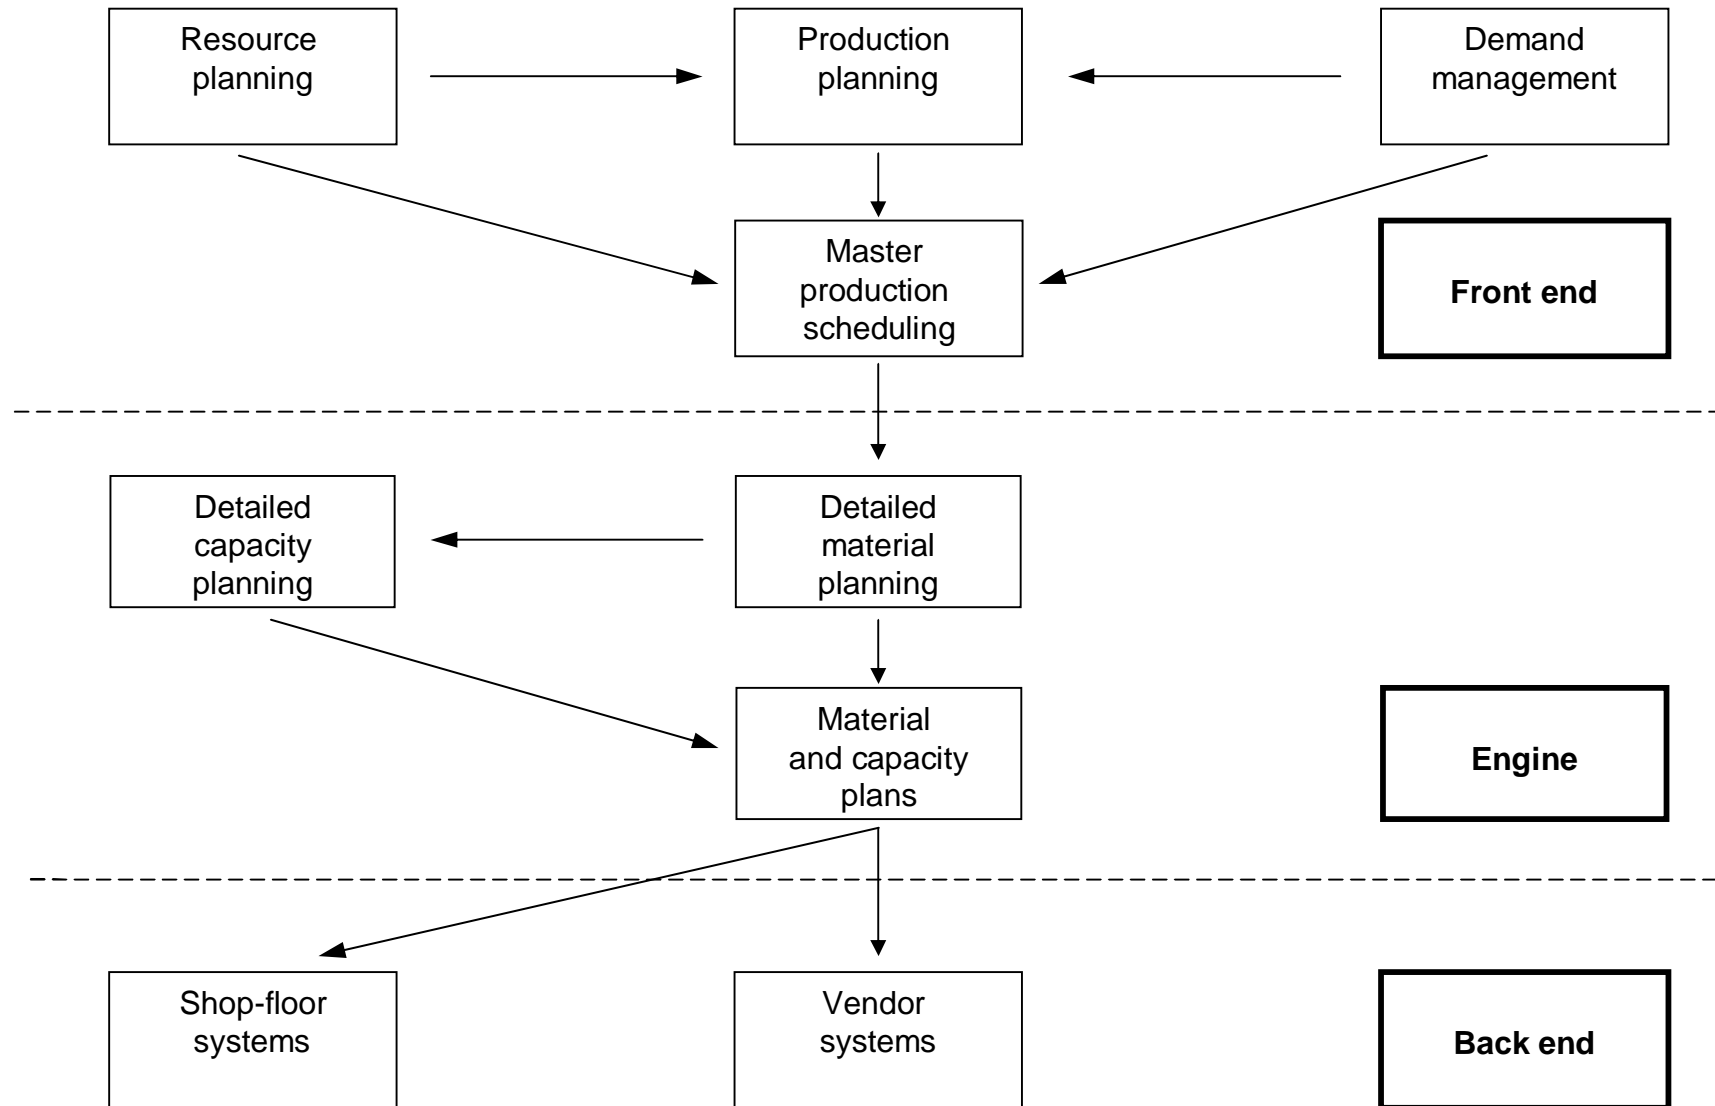 Resource
planning
Production
planning
Demand
management
Master
production
scheduling
Front end
Detailed
capacity
planning
Detailed
material
planning
Material
and capacity
plans
Engine
Shop-floor
systems
Vendor
systems
Back end